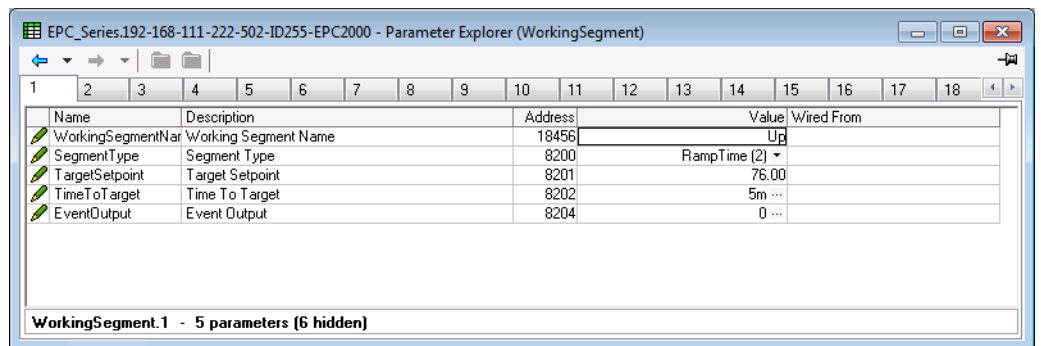 EPC_Series.192-168-111-222-502-ID255-EPC2000 - Parameter Explorer (WorkingSegment)
1 2 3 4 5 6 7 8 9 10 11 12 13 14 15 16 17 18
Name Description Address Value Wired From
WorkingSegmentNar Working Segment Name 18456 Up
SegmentType Segment Type 8200 RampTime (2)
TargetSetpoint Target Setpoint 8201 76.00
TimeToTarget Time To Target 8202 5m ...
EventOutput Event Output 8204 0 ...
WorkingSegment.1 - 5 parameters (6 hidden)